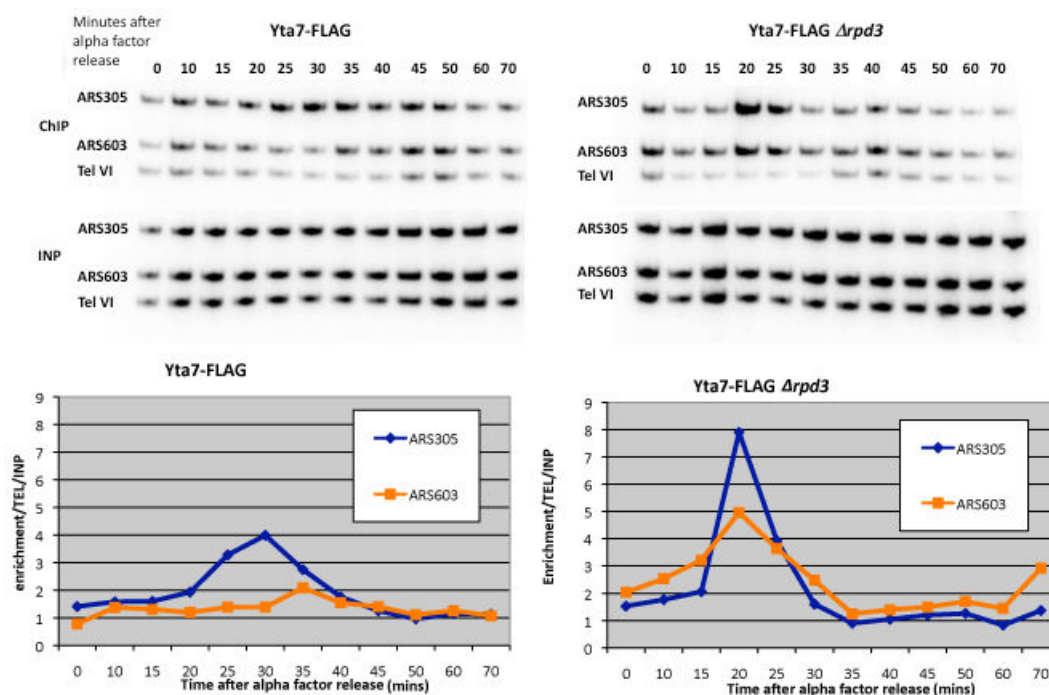 Minutes after
alpha factor
release
Yta7-FLAG
0 10 15 20 25 30 35 40 45 50 60 70
ChIP
ARS305
ARS603
Tel VI
INP
ARS305
ARS603
Tel VI
Yta7-FLAG Δrpd3
0 10 15 20 25 30 35 40 45 50 60 70
ARS305
ARS603
Tel VI
ARS305
ARS603
Tel VI
Yta7-FLAG
enrichment/TEL/INP
9
8
7
6
5
4
3
2
1
0
ARS305
ARS603
0 10 15 20 25 30 35 40 45 50 60 70
Time after alpha factor release (mins)
Yta7-FLAG Δrpd3
Enrichment/TEL/INP
9
8
7
6
5
4
3
2
1
0
ARS305
ARS603
0 10 15 20 25 30 35 40 45 50 60 70
Time after alpha factor release (mins)